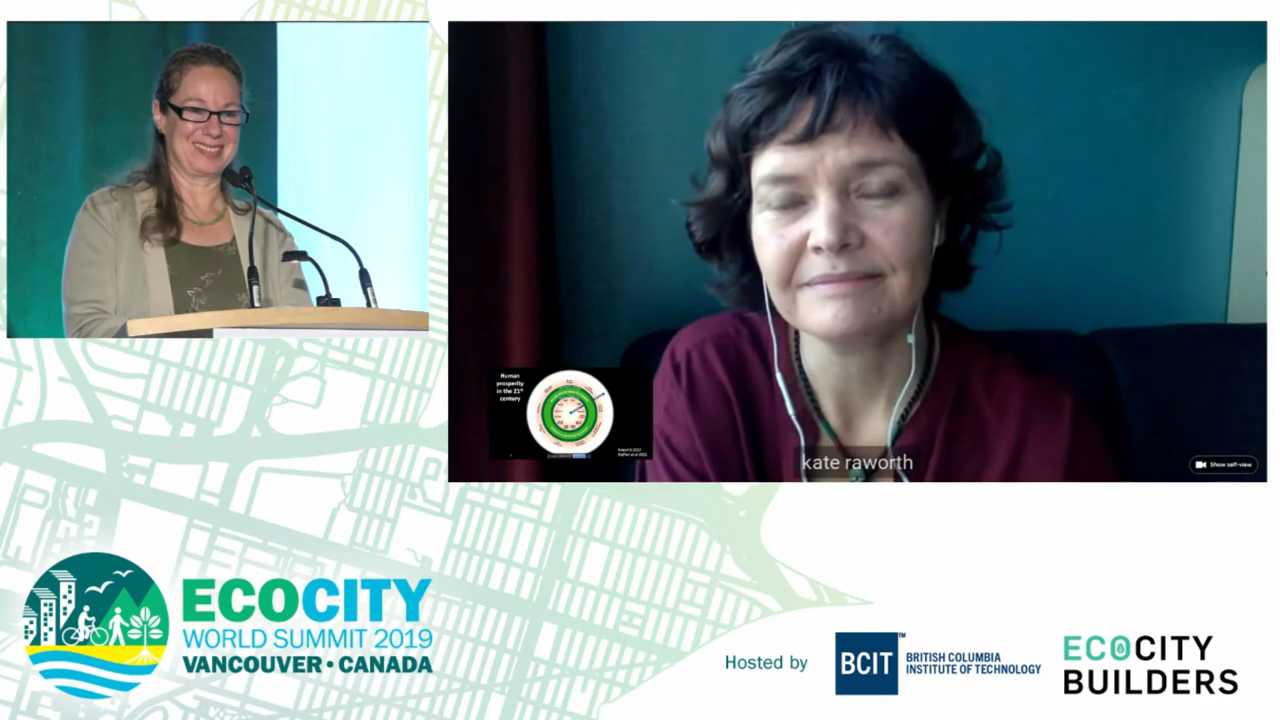 Human
prosperity
in the 21st
century
kate raworth
Show self-view
ECOCITY
WORLD SUMMIT 2019
VANCOUVER • CANADA
Hosted by
BCIT™
BRITISH COLUMBIA
INSTITUTE OF TECHNOLOGY
ECOCITY
BUILDERS